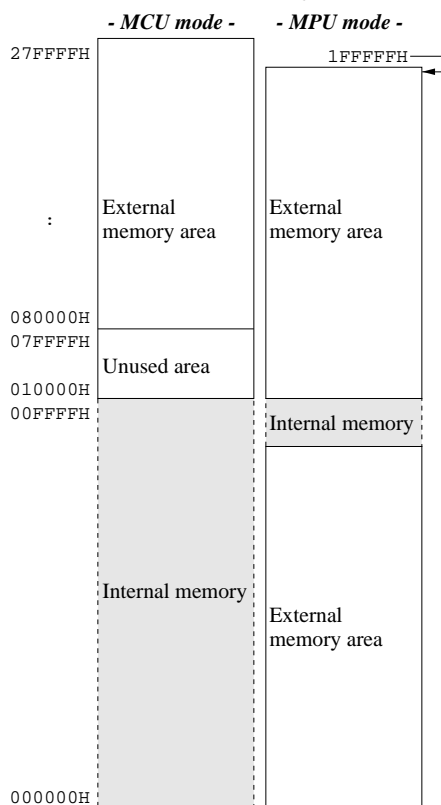 - MCU mode - - MPU mode -
27FFFFH
1FFFFFH
External
memory area
External
memory area
:
080000H
07FFFFH
Unused area
010000H
00FFFFH
Internal memory
Internal memory
External
memory area
000000H